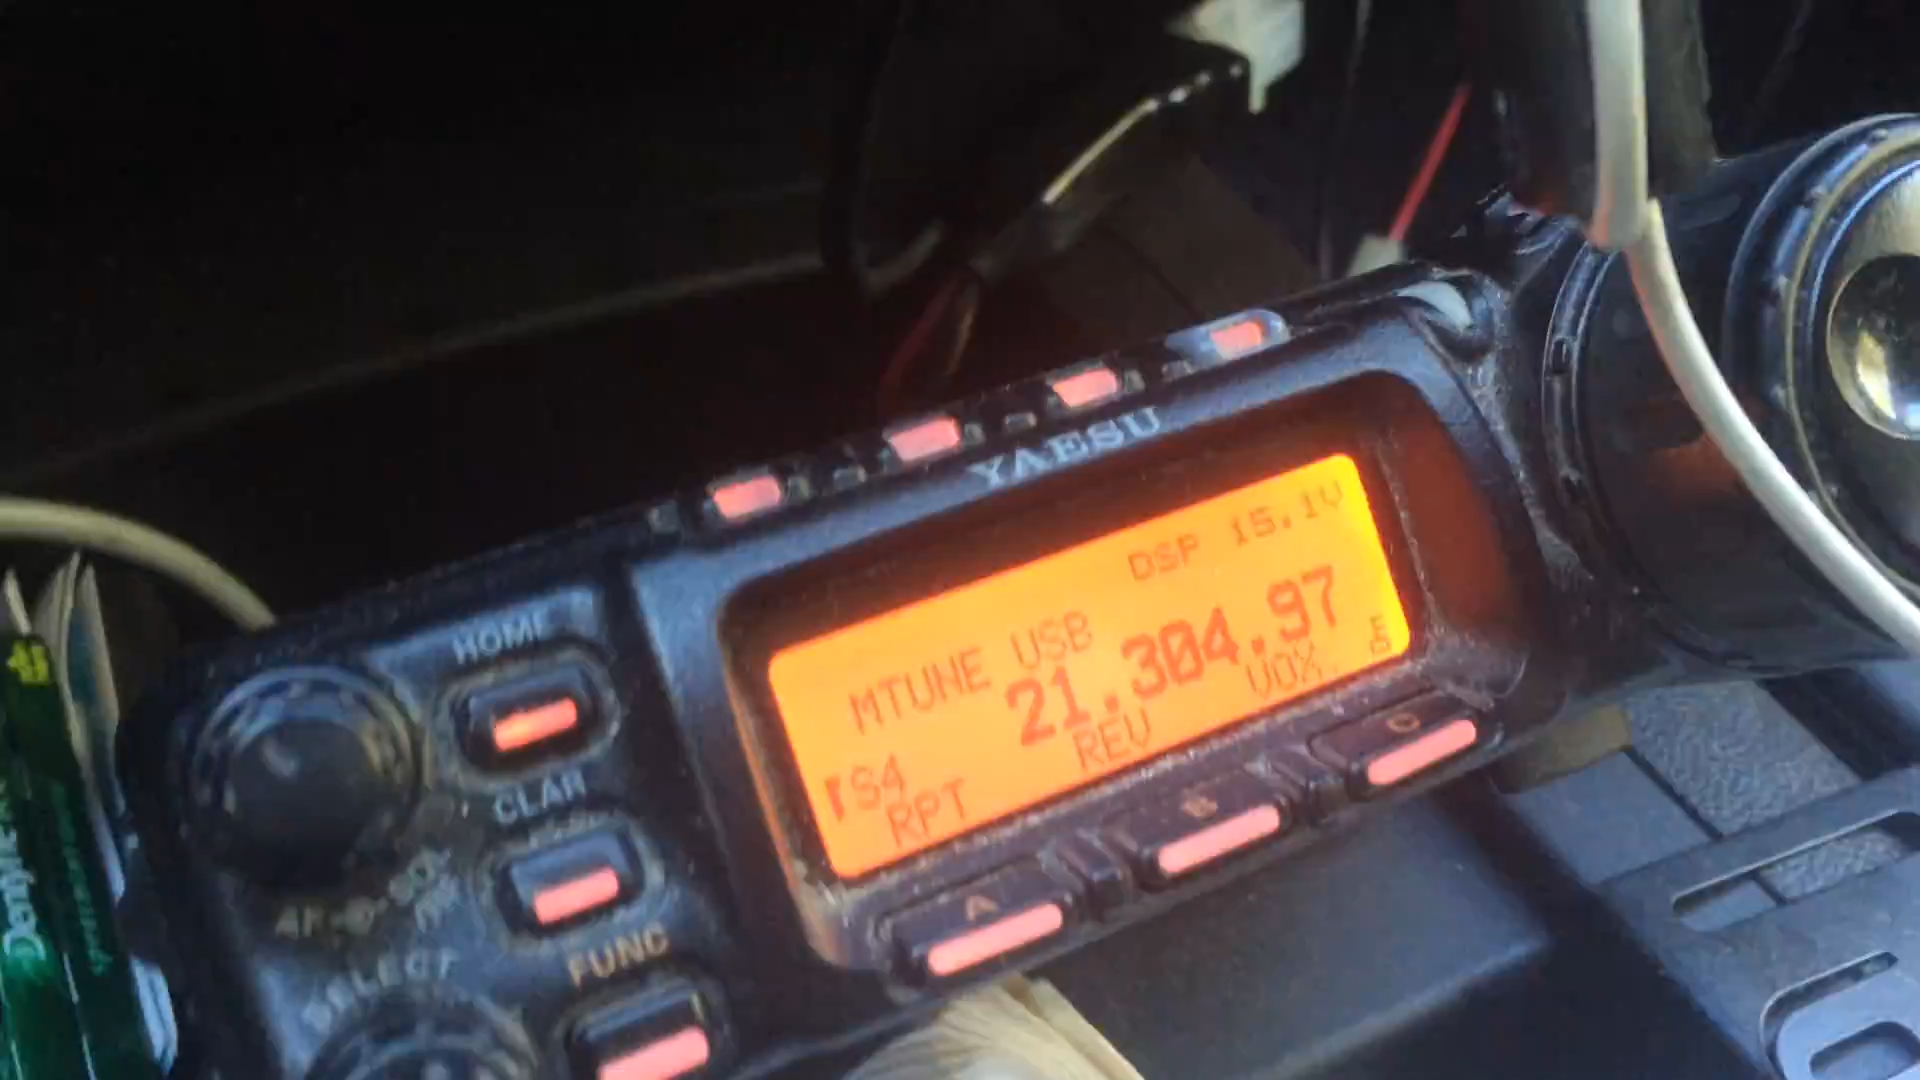 YAESU
DSP 15.1V
MTUNE USB
21.304.97
S4
RPT REV VOX
HOME
CLAR
AF-SQL
SELECT
FUNC
A
B
C